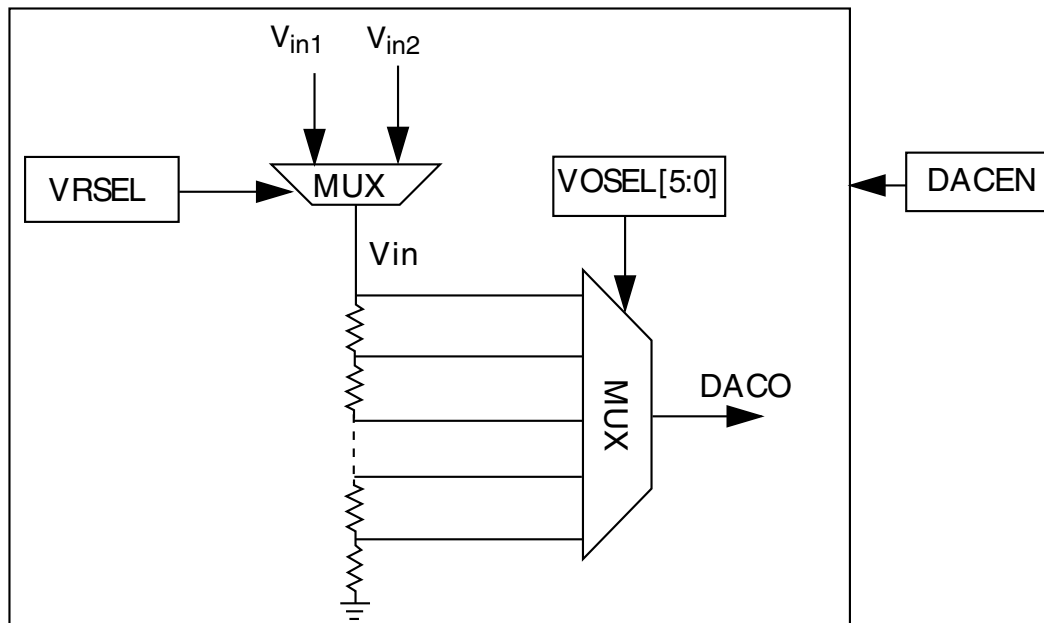 Vin1 Vin2
VRSEL
MUX
VOSEL[5:0]
DACEN
Vin
MUX
DACO